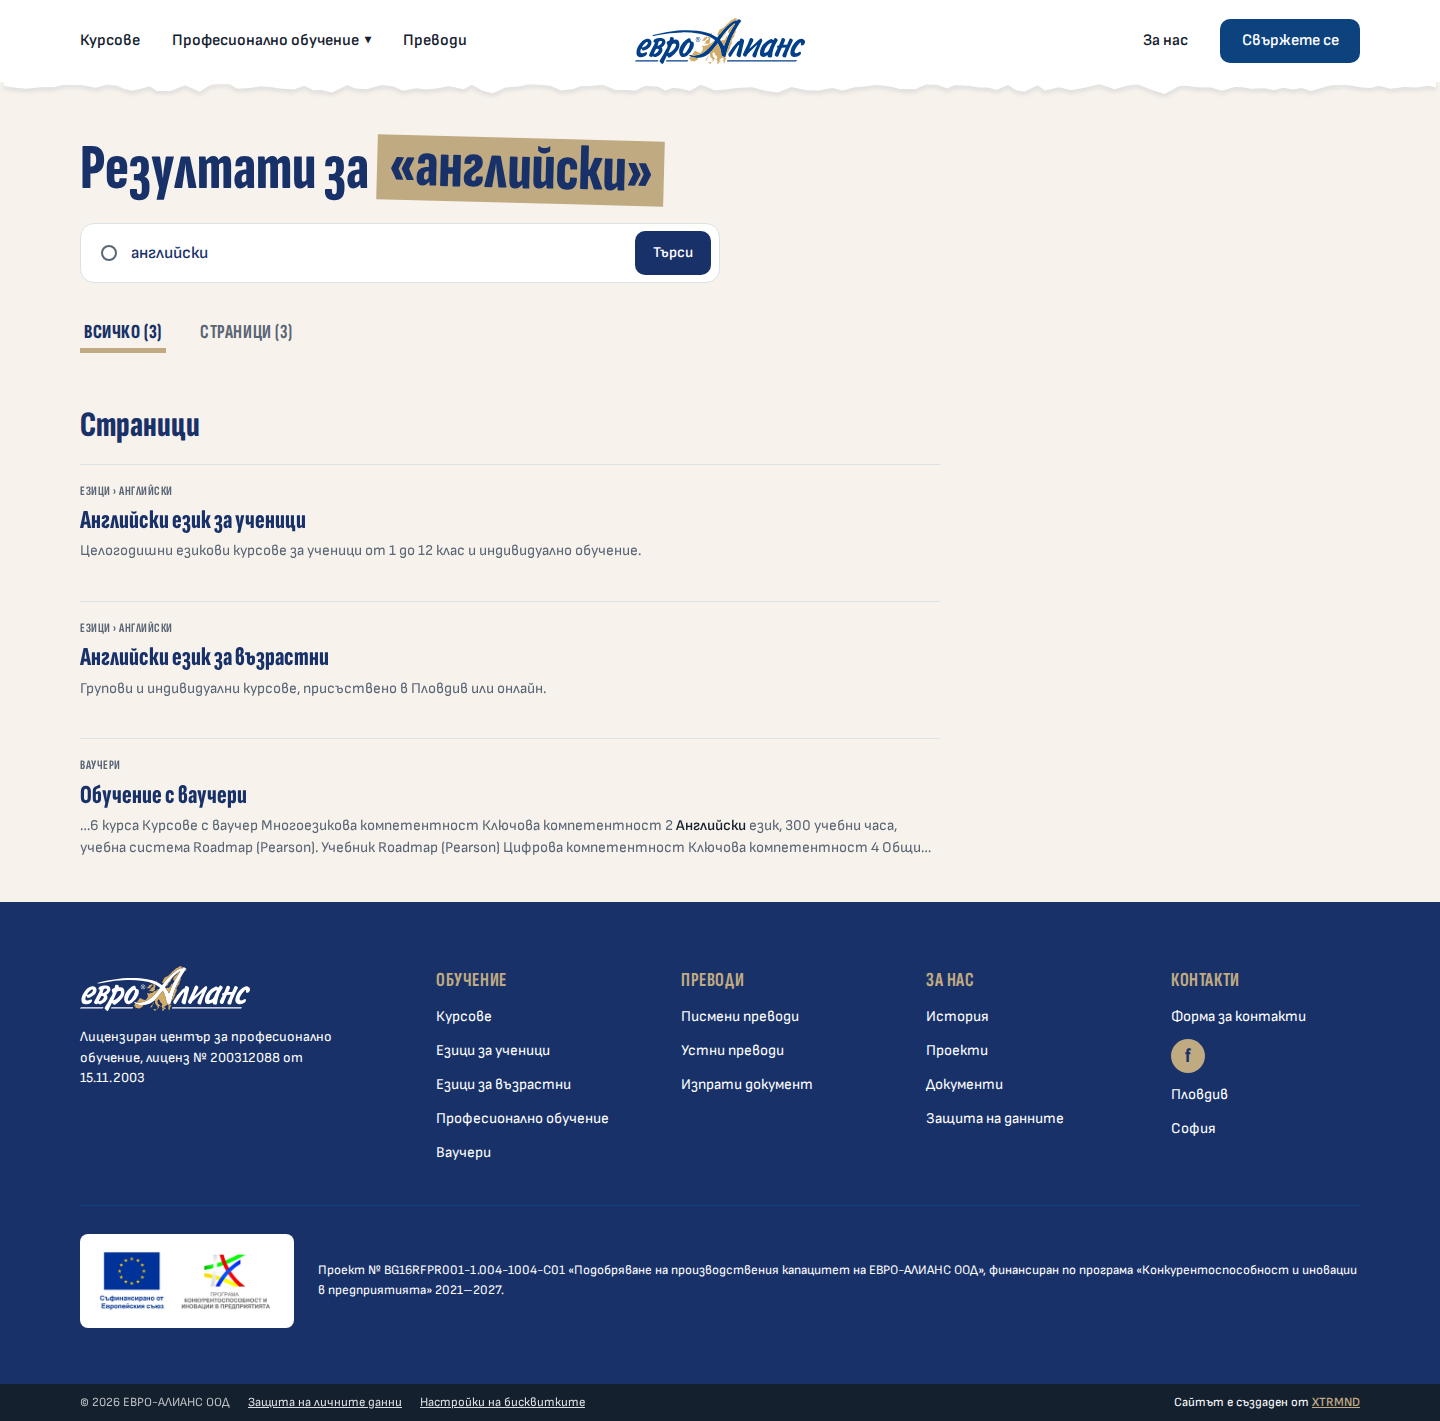 Курсове Професионално обучение ▾ Преводи
евро Алианс ®
За нас Свържете се
Резултати за «английски»
английски Търси
ВСИЧКО (3) СТРАНИЦИ (3)
Страници
ЕЗИЦИ › АНГЛИЙСКИ
Английски език за ученици
Целогодишни езикови курсове за ученици от 1 до 12 клас и индивидуално обучение.
ЕЗИЦИ › АНГЛИЙСКИ
Английски език за възрастни
Групови и индивидуални курсове, присъствено в Пловдив или онлайн.
ВАУЧЕРИ
Обучение с ваучери
…6 курса Курсове с ваучер Многоезикова компетентност Ключова компетентност 2 Английски език, 300 учебни часа,
учебна система Roadmap (Pearson). Учебник Roadmap (Pearson) Цифрова компетентност Ключова компетентност 4 Общи…
евро Алианс ®
Лицензиран център за професионално
обучение, лиценз № 200312088 от
15.11.2003
ОБУЧЕНИЕ
Курсове
Езици за ученици
Езици за възрастни
Професионално обучение
Ваучери
ПРЕВОДИ
Писмени преводи
Устни преводи
Изпрати документ
ЗА НАС
История
Проекти
Документи
Защита на данните
КОНТАКТИ
Форма за контакти
f
Пловдив
София
Съфинансирано от
Европейския съюз
ПРОГРАМА
КОНКУРЕНТОСПОСОБНОСТ И
ИНОВАЦИИ В ПРЕДПРИЯТИЯТА
Проект № BG16RFPR001-1.004-1004-C01 «Подобряване на производствения капацитет на ЕВРО-АЛИАНС ООД», финансиран по програма «Конкурентоспособност и иновации
в предприятията» 2021–2027.
© 2026 ЕВРО-АЛИАНС ООД Защита на личните данни Настройки на бисквитките
Сайтът е създаден от XTRMND